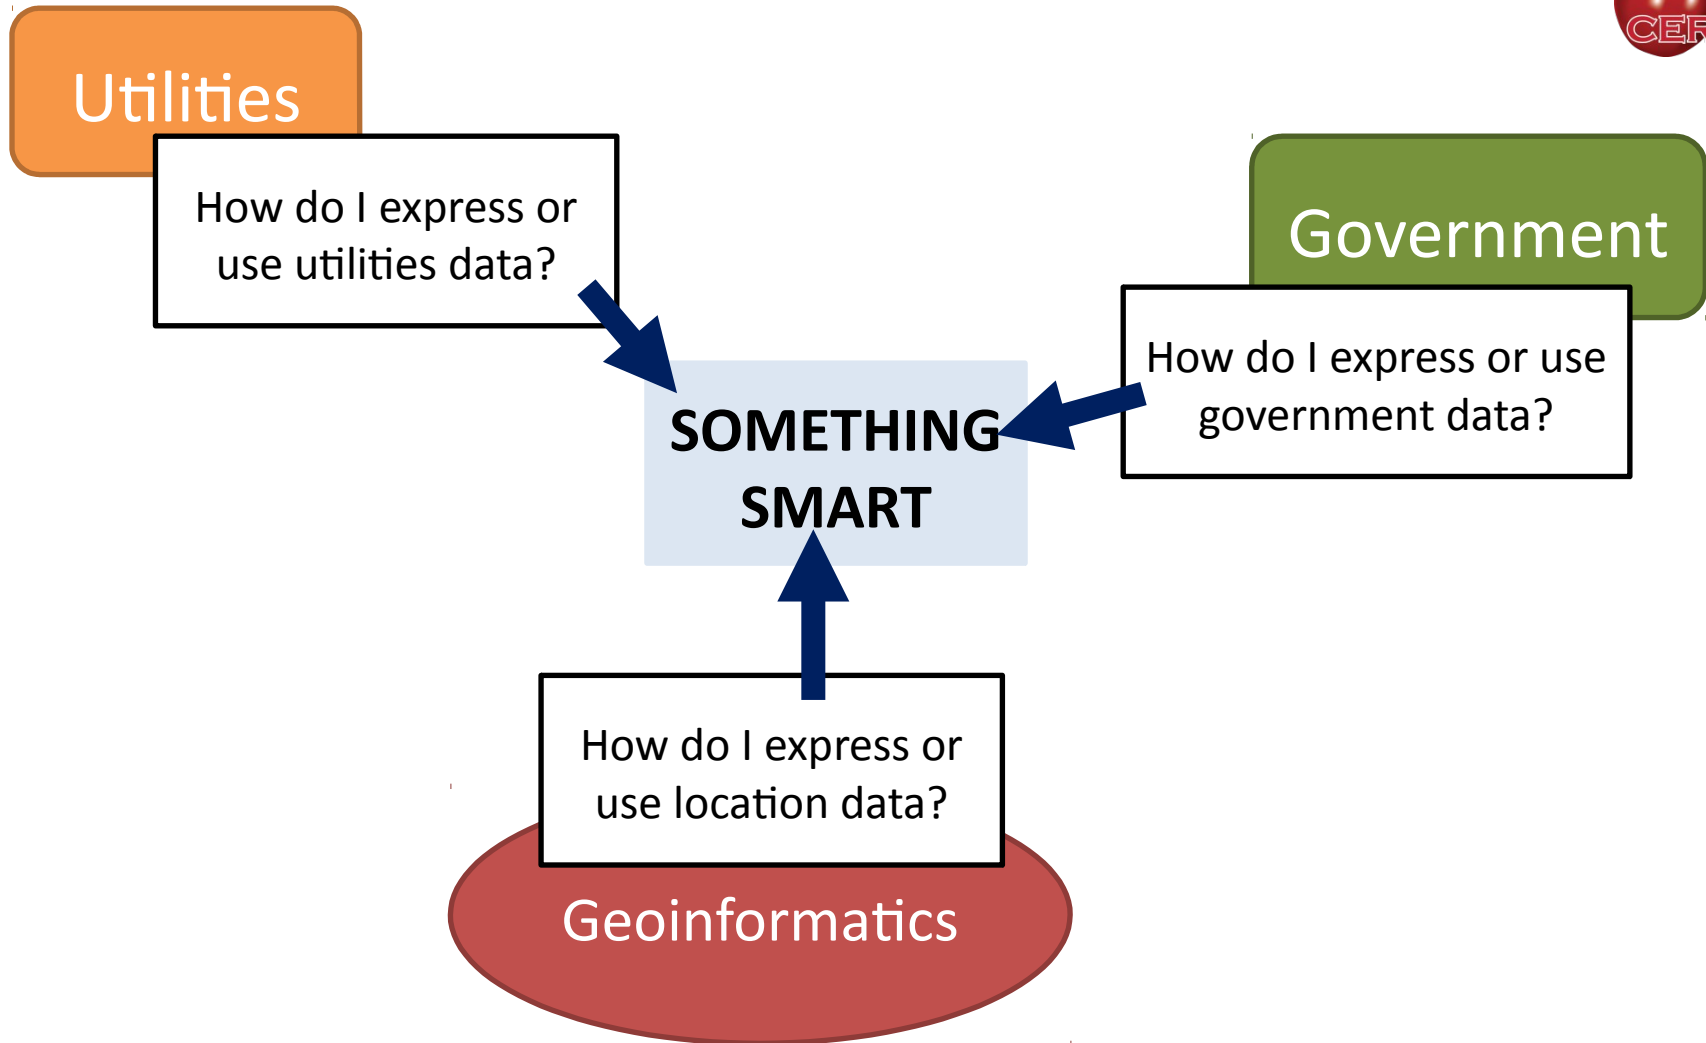 Utilities
How do I express or
use utilities data?
Government
How do I express or use
government data?
SOMETHING
SMART
How do I express or
use location data?
Geoinformatics